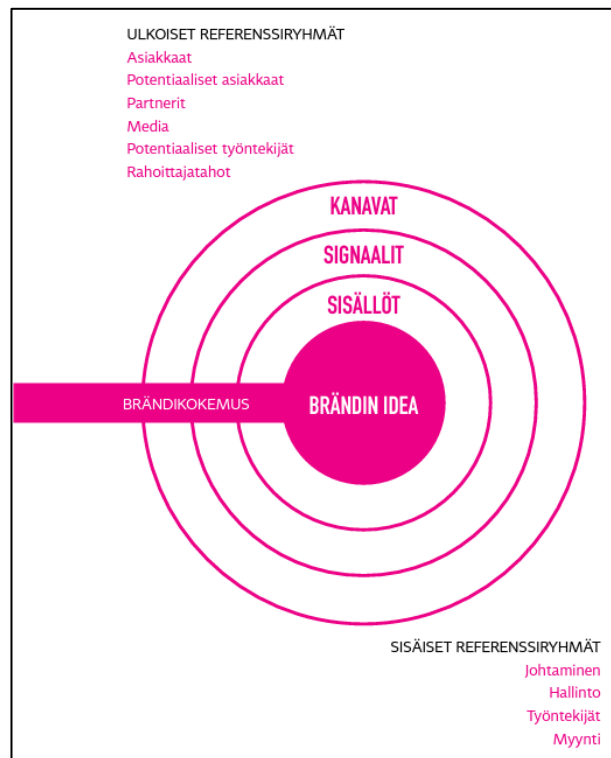 ULKOISET REFERENSSIRYHMÄT
Asiakkaat
Potentiaaliset asiakkaat
Partnerit
Media
Potentiaaliset työntekijät
Rahoittajatahot
KANAVAT
SIGNAALIT
SISÄLLÖT
BRÄNDIKOKEMUS
BRÄNDIN IDEA
SISÄISET REFERENSSIRYHMÄT
Johtaminen
Hallinto
Työntekijät
Myynti